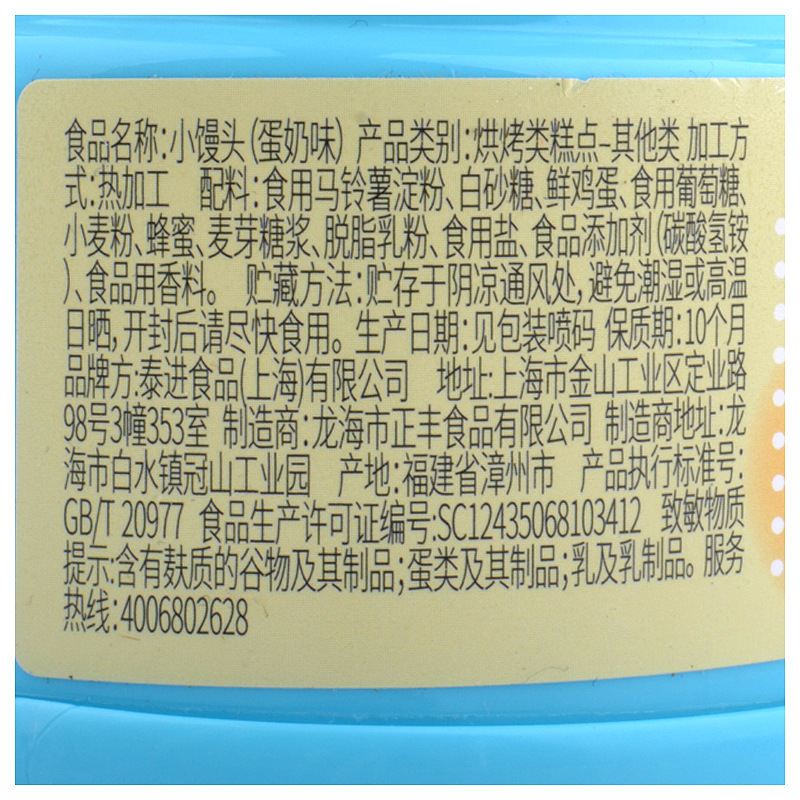 食品名称:小馒头(蛋奶味) 产品类别:烘烤类糕点-其他类 加工方
式:热加工 配料:食用马铃薯淀粉、白砂糖、鲜鸡蛋、食用葡萄糖、
小麦粉、蜂蜜、麦芽糖浆、脱脂乳粉、食用盐、食品添加剂(碳酸氢铵
)、食品用香料。 贮藏方法:贮存于阴凉通风处,避免潮湿或高温
日晒,开封后请尽快食用。生产日期:见包装喷码 保质期:10个月
品牌方:泰进食品(上海)有限公司 地址:上海市金山工业区定业路
98号3幢353室 制造商:龙海市正丰食品有限公司 制造商地址:龙
海市白水镇冠山工业园 产地:福建省漳州市 产品执行标准号:
GB/T 20977 食品生产许可证编号:SC12435068103412 致敏物质
提示:含有麸质的谷物及其制品;蛋类及其制品;乳及乳制品。服务
热线:4006802628